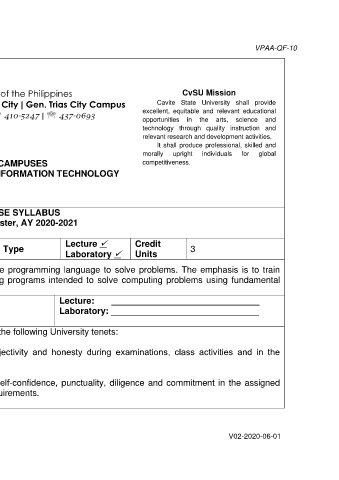 VPAA-QF-10
of the Philippines
City | Gen. Trias City Campus
410-5247 | ☏ 437-0693
CvSU Mission
Cavite State University shall provide
excellent, equitable and relevant educational
opportunities in the arts, science and
technology through quality instruction and
relevant research and development activities.
It shall produce professional, skilled and
morally upright individuals for global
competitiveness.
CAMPUSES
NFORMATION TECHNOLOGY
SE SYLLABUS
ster, AY 2020-2021
Type
Lecture ✓
Laboratory ✓
Credit
Units
3
e programming language to solve problems. The emphasis is to train
g programs intended to solve computing problems using fundamental
Lecture: ______________________________
Laboratory: ______________________________
the following University tenets:
jectivity and honesty during examinations, class activities and in the
elf-confidence, punctuality, diligence and commitment in the assigned
uirements.
V02-2020-06-01